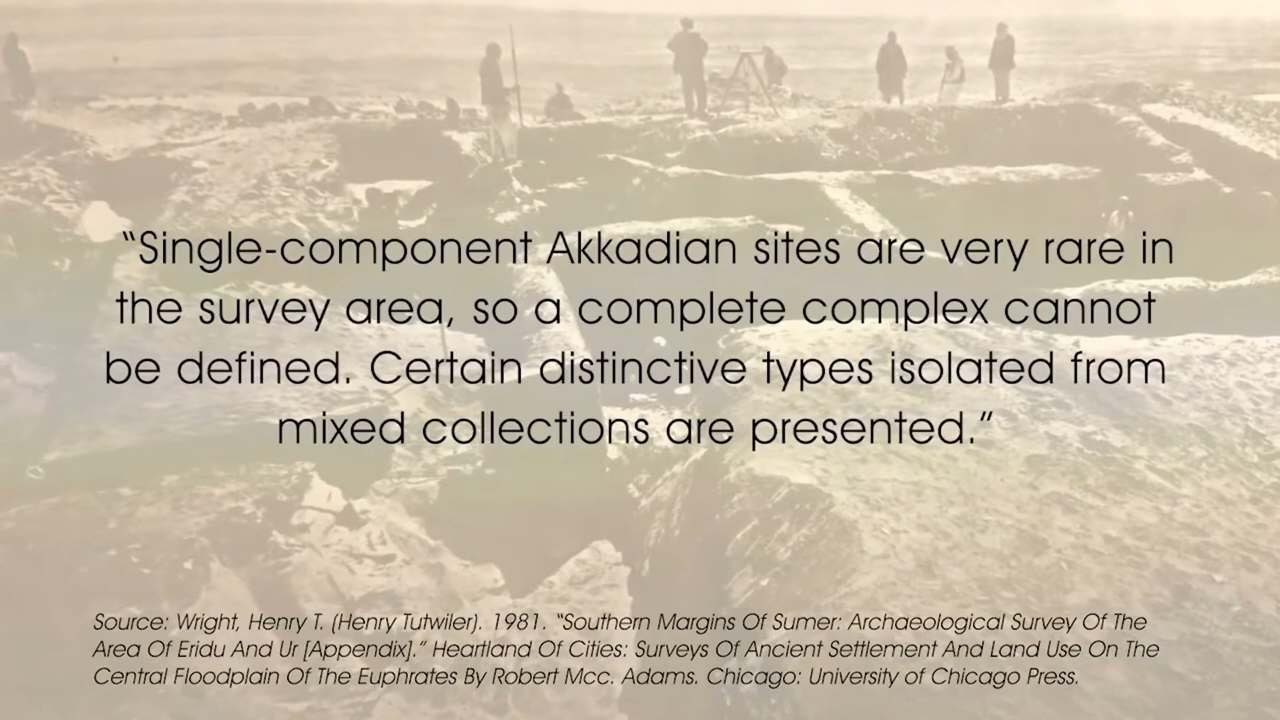 “Single-component Akkadian sites are very rare in
the survey area, so a complete complex cannot
be defined. Certain distinctive types isolated from
mixed collections are presented.”
Source: Wright, Henry T. (Henry Tutwiler). 1981. “Southern Margins Of Sumer: Archaeological Survey Of The
Area Of Eridu And Ur [Appendix].” Heartland Of Cities: Surveys Of Ancient Settlement And Land Use On The
Central Floodplain Of The Euphrates By Robert Mcc. Adams. Chicago: University of Chicago Press.